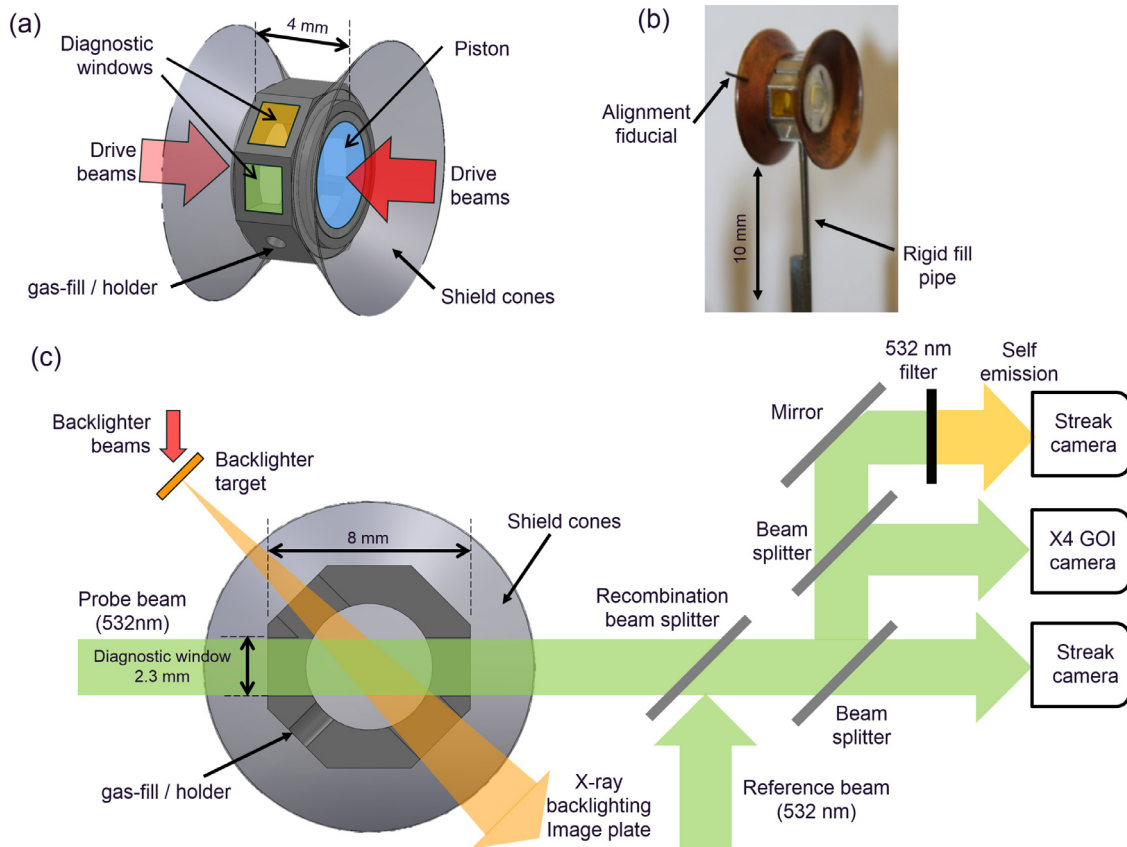 (a)
4 mm
Diagnostic
windows
Piston
Drive
beams
Drive
beams
gas-fill / holder
Shield cones
(b)
Alignment
fiducial
10 mm
Rigid fill
pipe
(c)
Backlighter
beams
Backlighter
target
8 mm
Shield cones
Probe beam
(532nm)
Diagnostic window
2.3 mm
gas-fill / holder
X-ray
backlighting
Image plate
Recombination
beam splitter
Reference beam
(532 nm)
Mirror
532 nm
filter
Self
emission
Streak
camera
Beam
splitter
X4 GOI
camera
Beam
splitter
Streak
camera